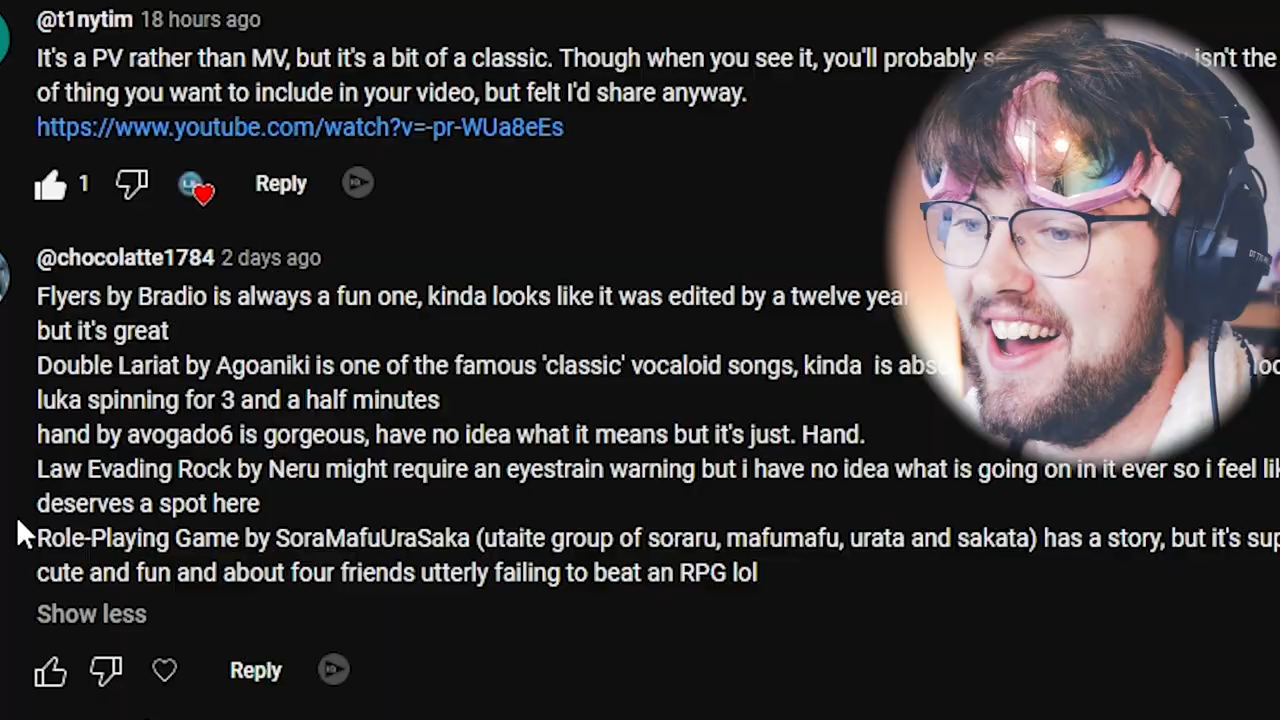 @t1nytim 18 hours ago
It's a PV rather than MV, but it's a bit of a classic. Though when you see it, you'll probably isn't the
of thing you want to include in your video, but felt I'd share anyway.
https://www.youtube.com/watch?v=-pr-WUa8eEs
1 Reply
@chocolatte1784 2 days ago
Flyers by Bradio is always a fun one, kinda looks like it was edited by a twelve year
but it's great
Double Lariat by Agoaniki is one of the famous 'classic' vocaloid songs, kinda is
luka spinning for 3 and a half minutes
hand by avogado6 is gorgeous, have no idea what it means but it's just. Hand.
Law Evading Rock by Neru might require an eyestrain warning but i have no idea what is going on in it ever so i feel
deserves a spot here
Role-Playing Game by SoraMafuUraSaka (utaite group of soraru, mafumafu, urata and sakata) has a story, but it's
cute and fun and about four friends utterly failing to beat an RPG lol
Show less
Reply